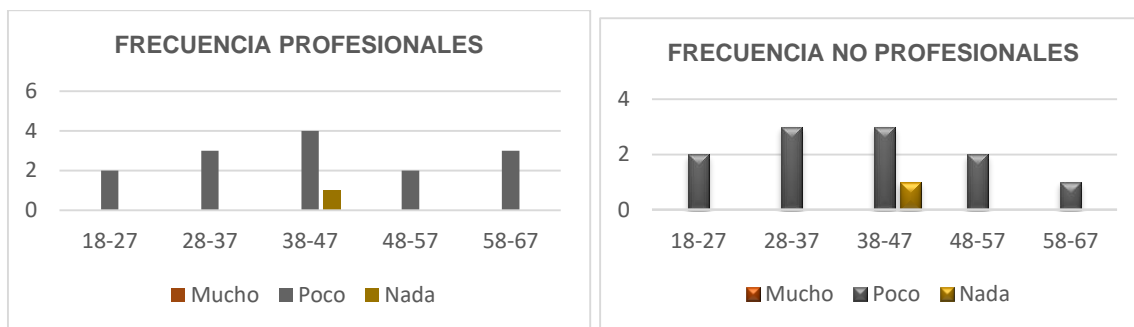 FRECUENCIA PROFESIONALES
6
4
2
0
18-27 28-37 38-47 48-57 58-67
Mucho Poco Nada
FRECUENCIA NO PROFESIONALES
4
2
0
18-27 28-37 38-47 48-57 58-67
Mucho Poco Nada